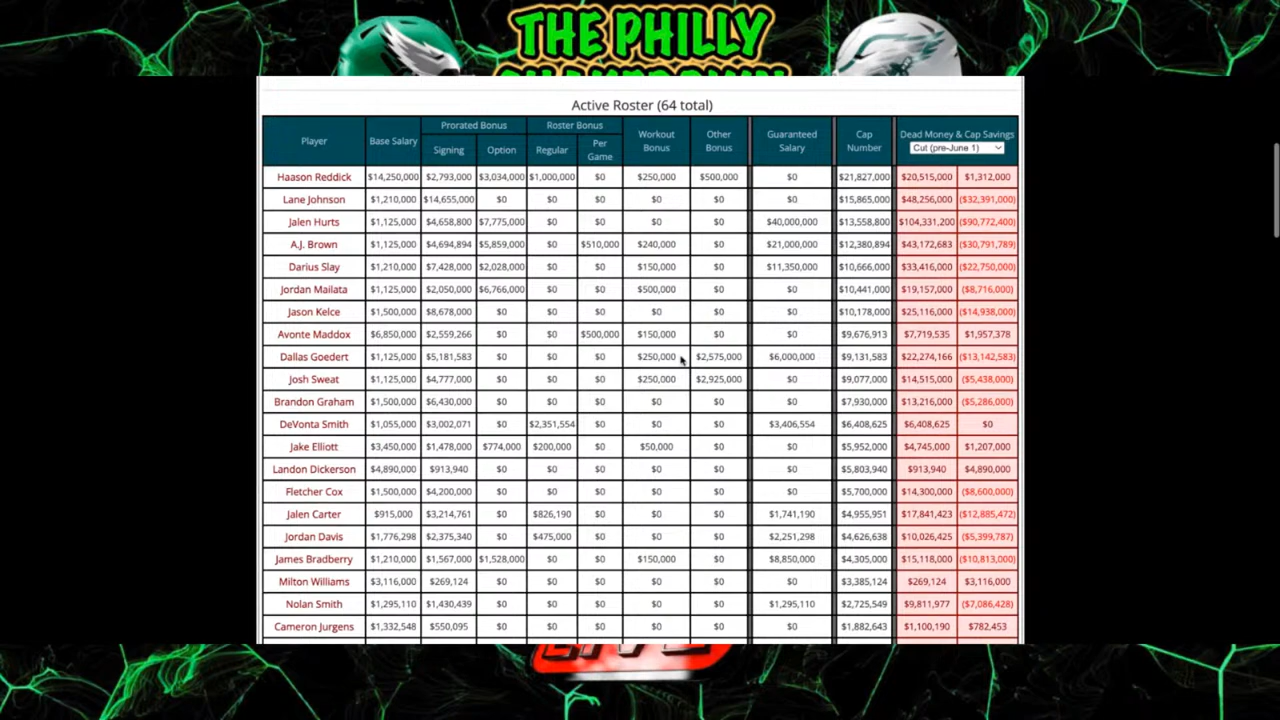 THE PHILLY
SHAKEDOWN
Active Roster (64 total)
Player Base Salary Prorated Bonus Roster Bonus Workout Bonus Other Bonus Guaranteed Salary Cap Number Dead Money & Cap Savings
Signing Option Regular Per Game Cut (pre-June 1)
Haason Reddick $14,250,000 $2,793,000 $3,034,000 $1,000,000 $0 $250,000 $500,000 $0 $21,827,000 $20,515,000 $1,312,000
Lane Johnson $1,210,000 $14,655,000 $0 $0 $0 $0 $0 $0 $15,865,000 $48,256,000 ($32,391,000)
Jalen Hurts $1,125,000 $4,658,800 $7,775,000 $0 $0 $0 $0 $40,000,000 $13,558,800 $104,331,200 ($90,772,400)
A.J. Brown $1,125,000 $4,694,894 $5,859,000 $0 $510,000 $240,000 $0 $21,000,000 $12,380,894 $43,172,683 ($30,791,789)
Darius Slay $1,210,000 $7,428,000 $2,028,000 $0 $0 $150,000 $0 $11,350,000 $10,666,000 $33,416,000 ($22,750,000)
Jordan Mailata $1,125,000 $2,050,000 $6,766,000 $0 $0 $500,000 $0 $0 $10,441,000 $19,157,000 ($8,716,000)
Jason Kelce $1,500,000 $8,678,000 $0 $0 $0 $0 $0 $0 $10,178,000 $25,116,000 ($14,938,000)
Avonte Maddox $6,850,000 $2,559,266 $0 $0 $500,000 $150,000 $0 $0 $9,676,913 $7,719,535 $1,957,378
Dallas Goedert $1,125,000 $5,181,583 $0 $0 $0 $250,000 $2,575,000 $6,000,000 $9,131,583 $22,274,166 ($13,142,583)
Josh Sweat $1,125,000 $4,777,000 $0 $0 $0 $250,000 $2,925,000 $0 $9,077,000 $14,515,000 ($5,438,000)
Brandon Graham $1,500,000 $6,430,000 $0 $0 $0 $0 $0 $0 $7,930,000 $13,216,000 ($5,286,000)
DeVonta Smith $1,055,000 $3,002,071 $0 $2,351,554 $0 $0 $0 $3,406,554 $6,408,625 $6,408,625 $0
Jake Elliott $3,450,000 $1,478,000 $774,000 $200,000 $0 $50,000 $0 $0 $5,952,000 $4,745,000 $1,207,000
Landon Dickerson $4,890,000 $913,940 $0 $0 $0 $0 $0 $0 $5,803,940 $913,940 $4,890,000
Fletcher Cox $1,500,000 $4,200,000 $0 $0 $0 $0 $0 $0 $5,700,000 $14,300,000 ($8,600,000)
Jalen Carter $915,000 $3,214,761 $0 $826,190 $0 $0 $0 $1,741,190 $4,955,951 $17,841,423 ($12,885,472)
Jordan Davis $1,776,298 $2,375,340 $0 $475,000 $0 $0 $0 $2,251,298 $4,626,638 $10,026,425 ($5,399,787)
James Bradberry $1,210,000 $1,567,000 $1,528,000 $0 $0 $150,000 $0 $8,850,000 $4,305,000 $15,118,000 ($10,813,000)
Milton Williams $3,116,000 $269,124 $0 $0 $0 $0 $0 $0 $3,385,124 $269,124 $3,116,000
Nolan Smith $1,295,110 $1,430,439 $0 $0 $0 $0 $0 $1,295,110 $2,725,549 $9,811,977 ($7,086,428)
Cameron Jurgens $1,332,548 $550,095 $0 $0 $0 $0 $0 $0 $1,882,643 $1,100,190 $782,453
LIVE